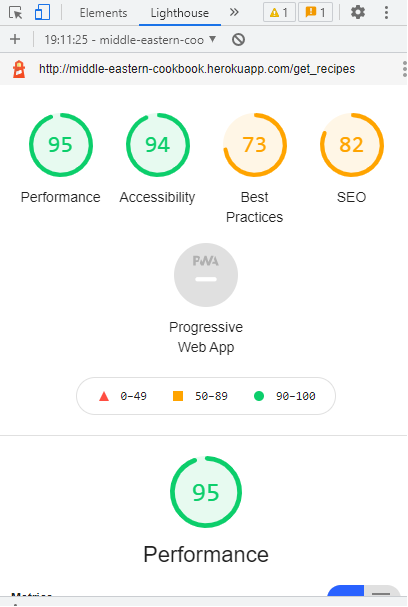 Elements Lighthouse » 1 1
+ 19:11:25 - middle-eastern-coo
http://middle-eastern-cookbook.herokuapp.com/get_recipes
95 94 73 82
Performance Accessibility Best Practices SEO
PWA
Progressive
Web App
0–49 50–89 90–100
95
Performance
Metrics